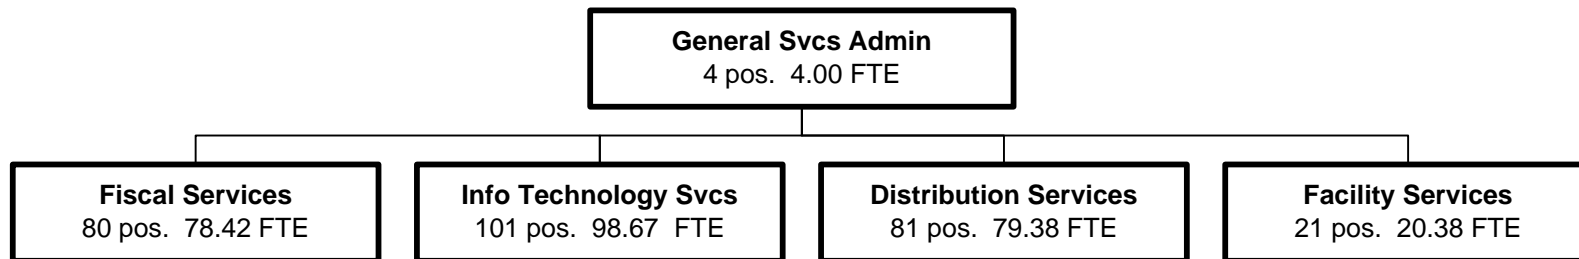 General Svcs Admin
4 pos.  4.00 FTE
Fiscal Services
80 pos.  78.42 FTE
Info Technology Svcs
101 pos.  98.67  FTE
Distribution Services
81 pos.  79.38 FTE
Facility Services
21 pos.  20.38 FTE